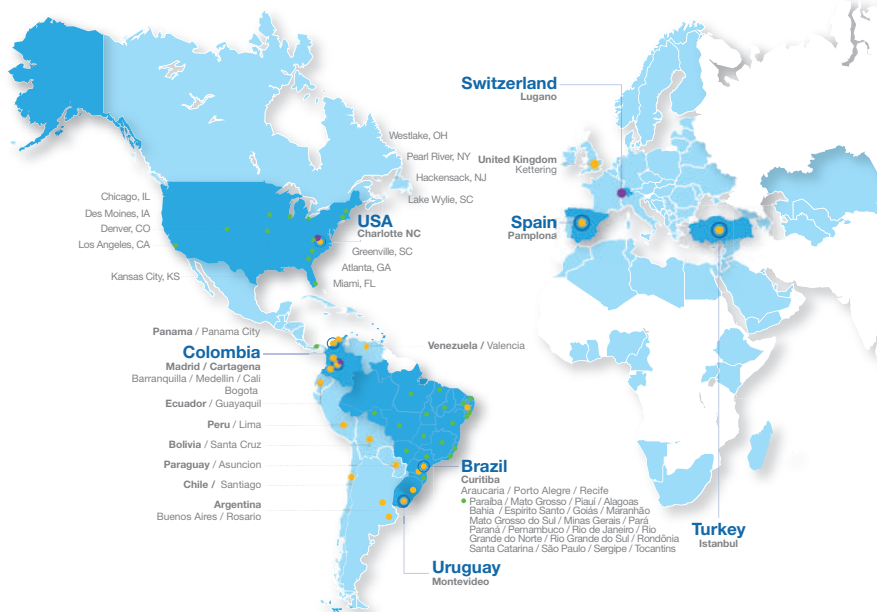 Switzerland
Lugano
Westlake, OH
Pearl River, NY
Hackensack, NJ
Lake Wylie, SC
United Kingdom
Kettering
Chicago, IL
Des Moines, IA
Denver, CO
Los Angeles, CA
Kansas City, KS
USA
Charlotte NC
Greenville, SC
Atlanta, GA
Miami, FL
Spain
Pamplona
Panama / Panama City
Colombia
Madrid / Cartagena
Barranquilla / Medellin / Cali
Bogota
Venezuela / Valencia
Ecuador / Guayaquil
Peru / Lima
Bolivia / Santa Cruz
Paraguay / Asuncion
Chile / Santiago
Argentina
Buenos Aires / Rosario
Brazil
Curitiba
Araucaria / Porto Alegre / Recife
Paraíba / Mato Grosso / Piauí / Alagoas
Bahia / Espírito Santo / Goiás / Maranhão
Mato Grosso do Sul / Minas Gerais / Pará
Paraná / Pernambuco / Rio de Janeiro / Rio
Grande do Norte / Rio Grande do Sul / Rondônia
Santa Catarina / São Paulo / Sergipe / Tocantins
Uruguay
Montevideo
Turkey
Istanbul